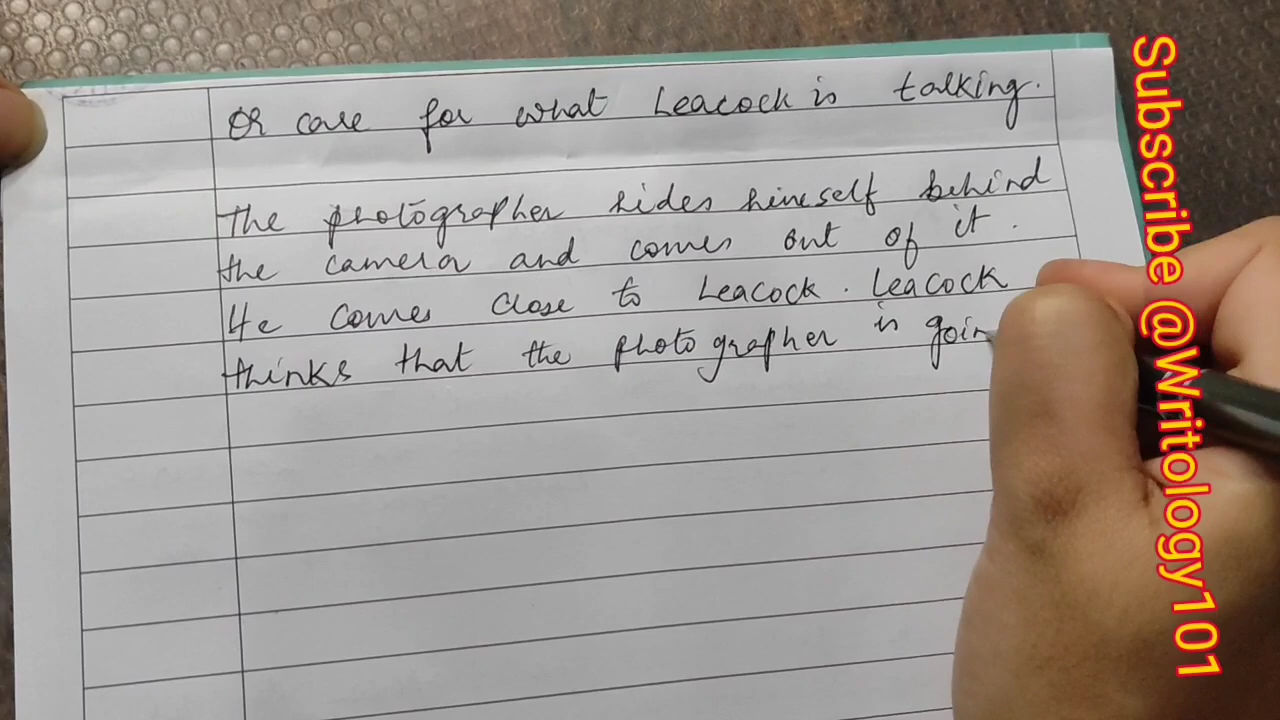 or care for what Leacock is talking.
the photographer hides himself behind
the camera and comes out of it.
He comes close to Leacock. Leacock
thinks that the photographer is goin
Subscribe @Writology101